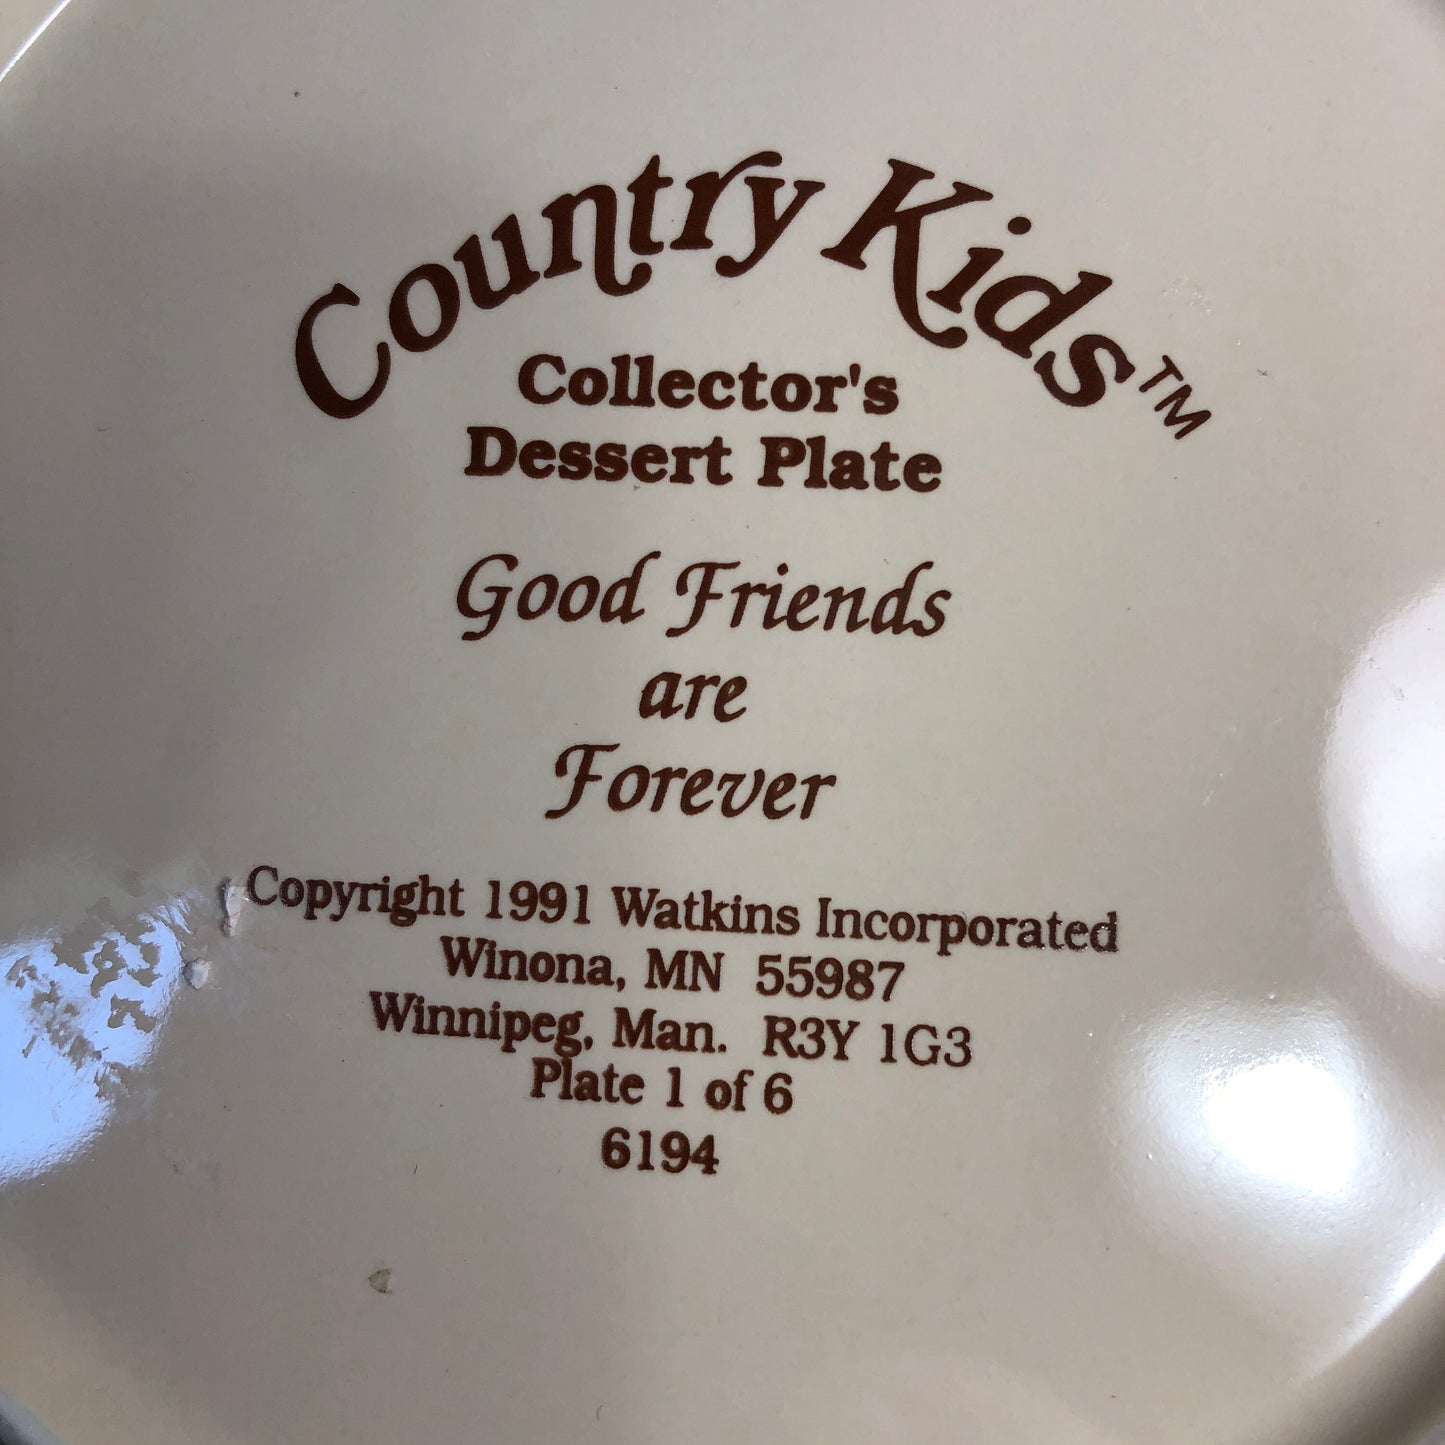 Country Kids™
Collector's
Dessert Plate
Good Friends
are
Forever
Copyright 1991 Watkins Incorporated
Winona, MN 55987
Winnipeg, Man. R3Y 1G3
Plate 1 of 6
6194